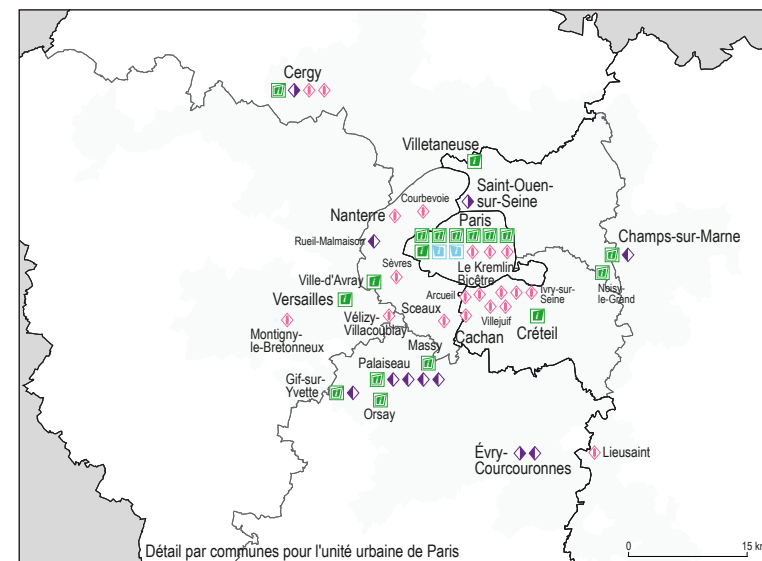 Cergy
Villetaneuse
Saint-Ouen-
sur-Seine
Courbevoie
Nanterre
Paris
Rueil-Malmaison
Champs-sur-Marne
Sèvres
Le Kremlin
Bicêtre
Noisy-
le-Grand
Ville-d'Avray
Versailles
Arcueil
Ivry-sur-
Seine
Sceaux
Vélizy-
Villacoublay
Villejuif
Créteil
Montigny-
le-Bretonneux
Cachan
Massy
Palaiseau
Gif-sur-
Yvette
Orsay
Évry-
Courcouronnes
Lieusaint
Détail par communes pour l'unité urbaine de Paris
0 15 km